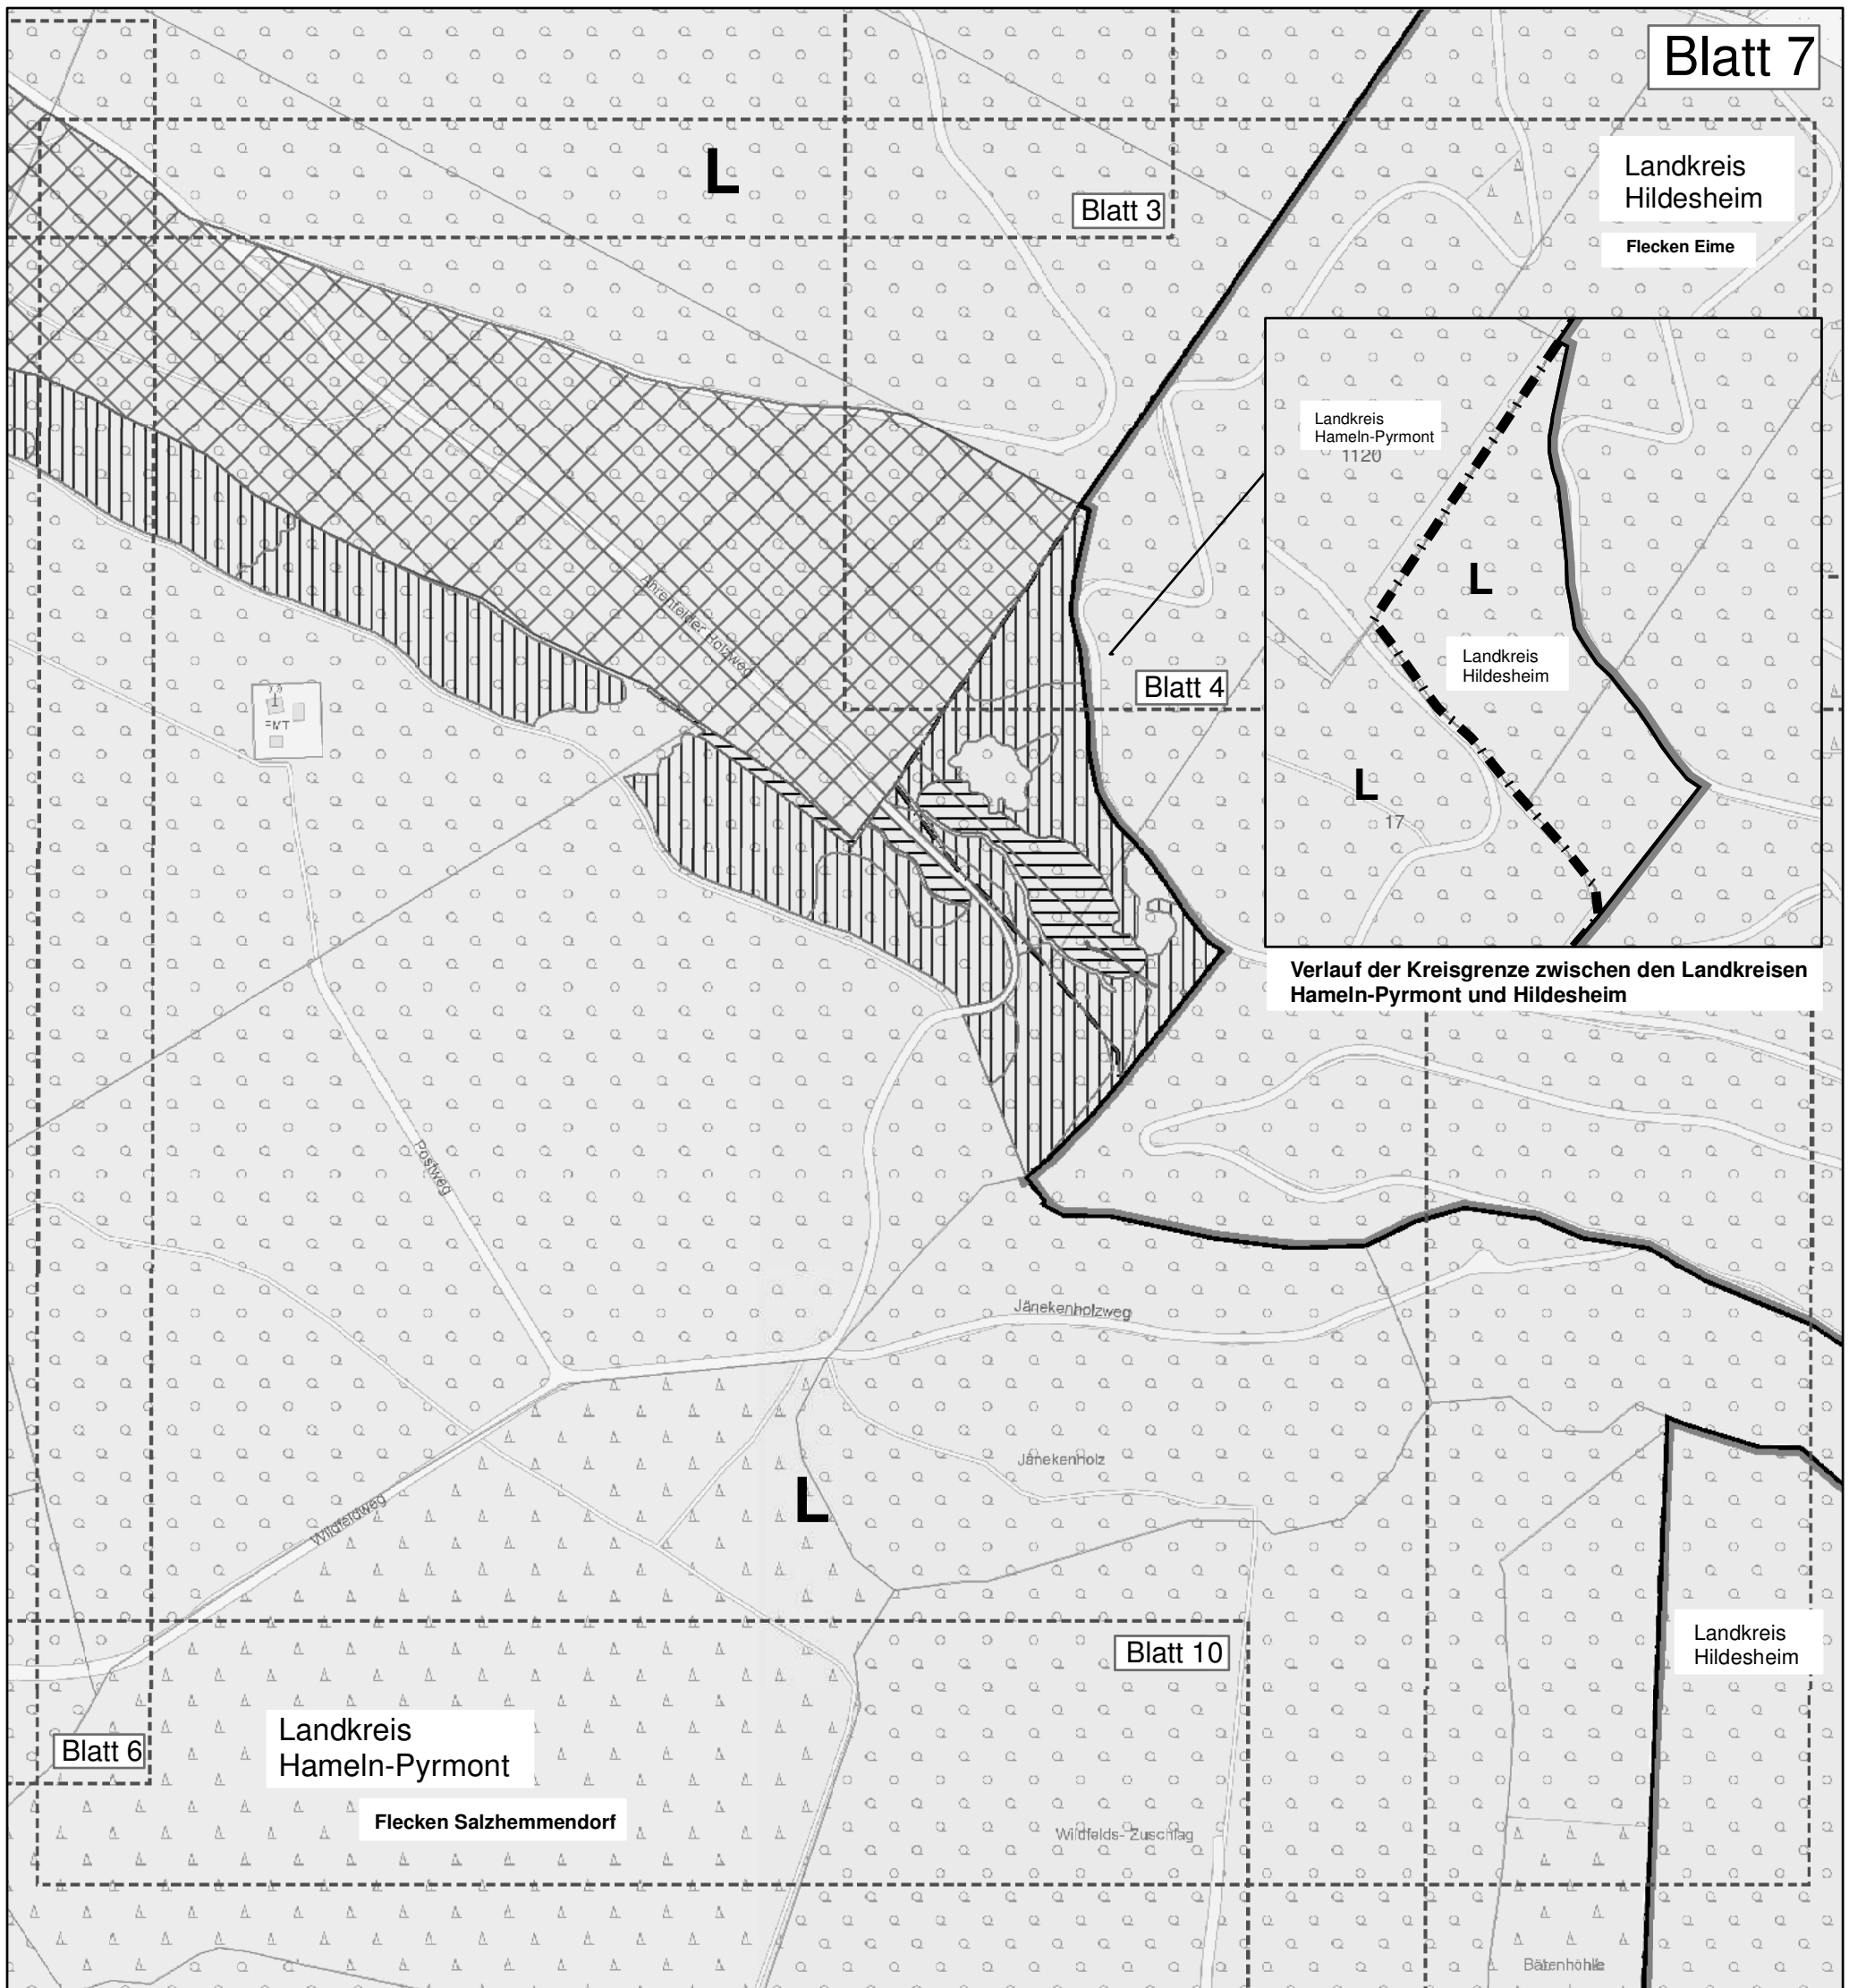 Blatt 7
L
Landkreis
Hildesheim
Blatt 3
Flecken Eime
Landkreis
Hameln-Pyrmont
1120
L
Ahrenfelder Holzweg
Landkreis
Hildesheim
Blatt 4
L
17
Verlauf der Kreisgrenze zwischen den Landkreisen
Hameln-Pyrmont und Hildesheim
Postweg
Jänekenholzweg
Jänekenholz
L
Wildfeldweg
Blatt 10
Landkreis
Hildesheim
Landkreis
Hameln-Pyrmont
Blatt 6
Flecken Salzhemmendorf
Wildfelds- Zuschlag
Bärenhöhle